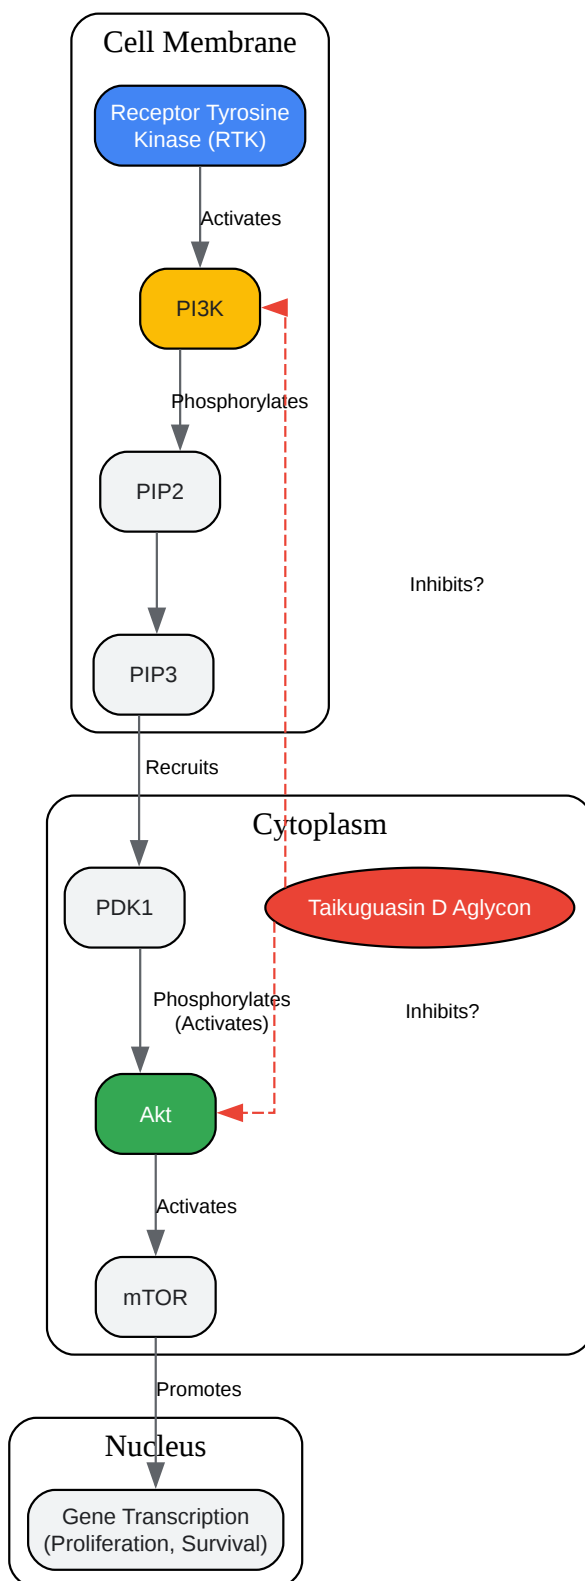 Cell Membrane
Receptor Tyrosine
Kinase (RTK)
Activates
PI3K
Phosphorylates
PIP2
Inhibits?
PIP3
Recruits
Cytoplasm
PDK1
Taikuguasin D Aglycon
Phosphorylates
(Activates)
Inhibits?
Akt
Activates
mTOR
Promotes
Nucleus
Gene Transcription
(Proliferation, Survival)